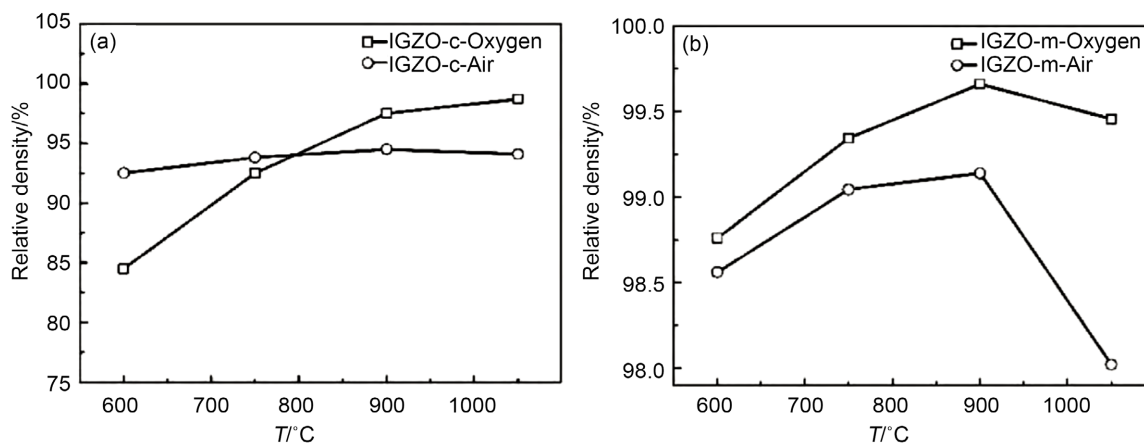 (a)
IGZO-c-Oxygen
IGZO-c-Air
Relative density/%
105
100
95
90
85
80
75
600 700 800 900 1000
T/°C
(b)
IGZO-m-Oxygen
IGZO-m-Air
Relative density/%
100.0
99.5
99.0
98.5
98.0
600 700 800 900 1000
T/°C